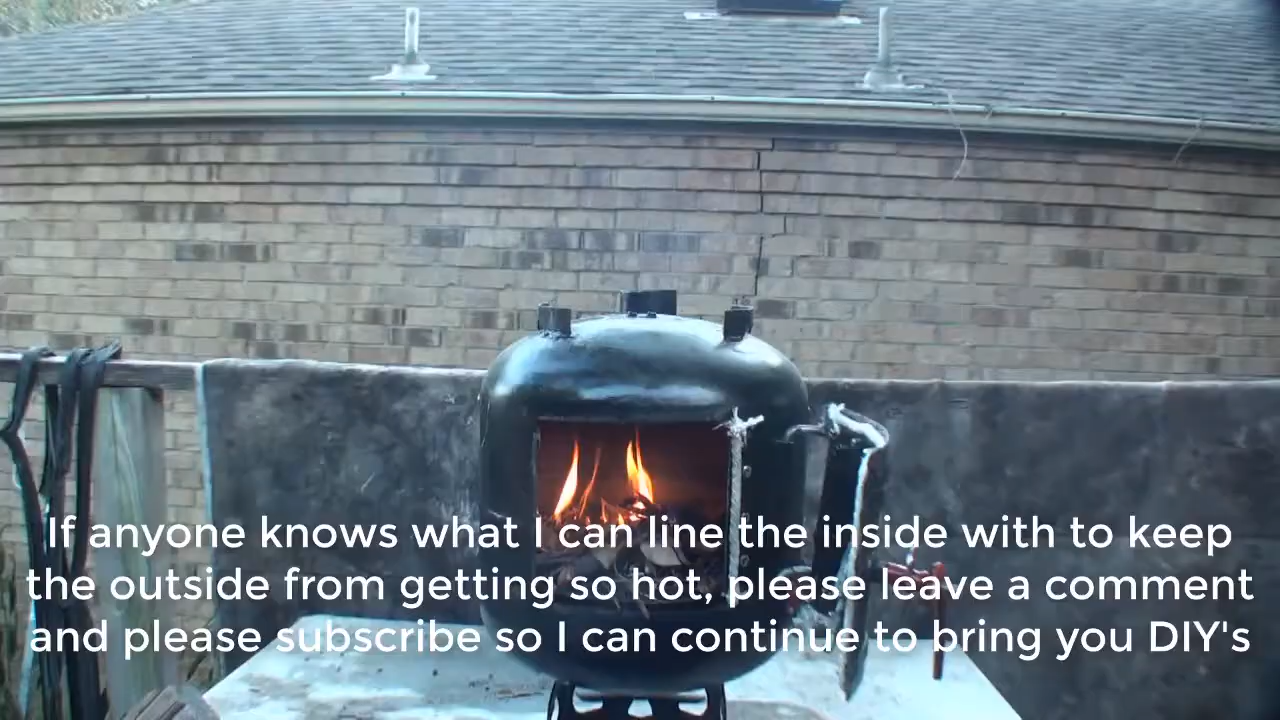 If anyone knows what I can line the inside with to keep
the outside from getting so hot, please leave a comment
and please subscribe so I can continue to bring you DIY's